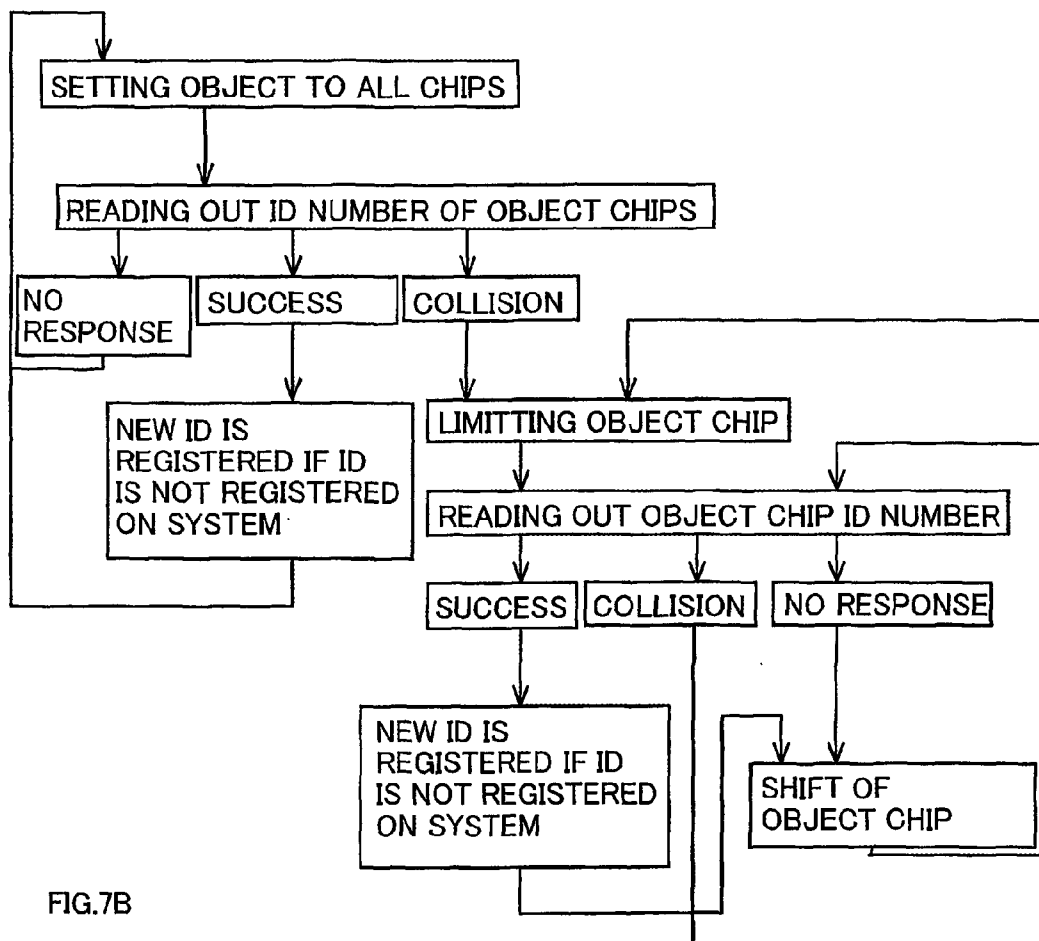 SETTING OBJECT TO ALL CHIPS
READING OUT ID NUMBER OF OBJECT CHIPS
NO
RESPONSE
SUCCESS
COLLISION
NEW ID IS
REGISTERED IF ID
IS NOT REGISTERED
ON SYSTEM
LIMITTING OBJECT CHIP
READING OUT OBJECT CHIP ID NUMBER
SUCCESS
COLLISION
NO RESPONSE
NEW ID IS
REGISTERED IF ID
IS NOT REGISTERED
ON SYSTEM
SHIFT OF
OBJECT CHIP
FIG.7B